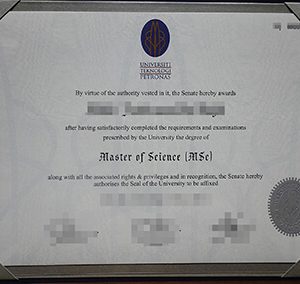 UNIVERSITI
TEKNOLOGI
PETRONAS
By virtue of the authority vested in it, the Senate hereby awards
after having satisfactorily completed the requirements and examinations
prescribed by the University the degree of
Master of Science (MSc)
along with all the associated rights & privileges and in recognition, the Senate hereby
authorises the Seal of the University to be affixed